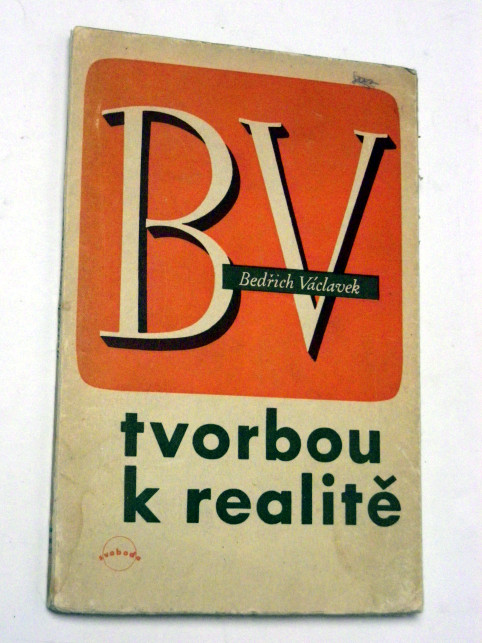 BV
Bedřich Václavek
tvorbou
k realitě
svoboda